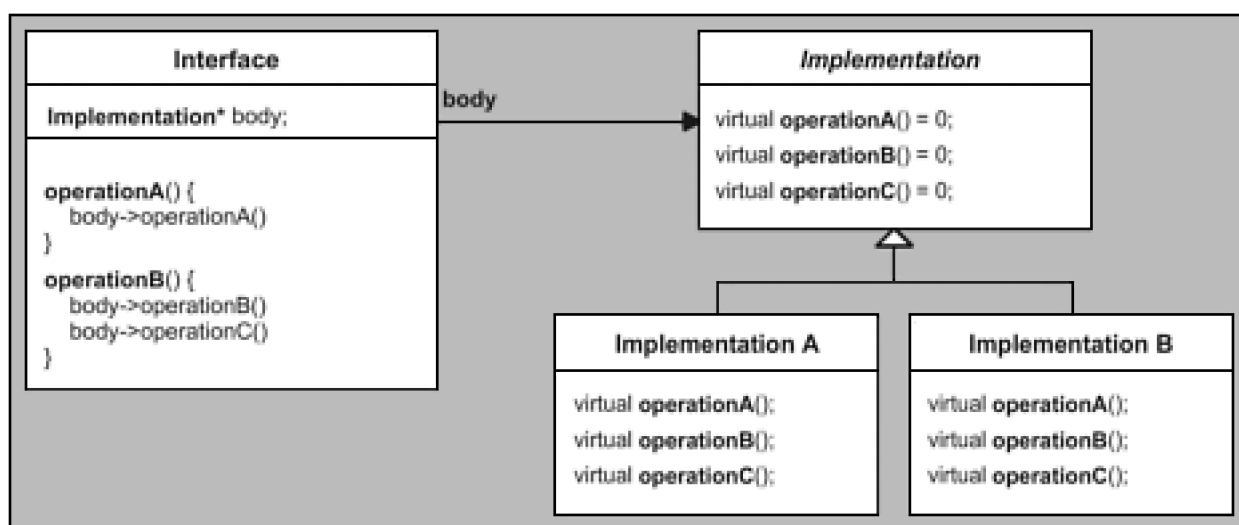 Interface
Implementation* body;
operationA() {
body->operationA()
}
operationB() {
body->operationB()
body->operationC()
}
body
Implementation
virtual operationA() = 0;
virtual operationB() = 0;
virtual operationC() = 0;
Implementation A
virtual operationA();
virtual operationB();
virtual operationC();
Implementation B
virtual operationA();
virtual operationB();
virtual operationC();